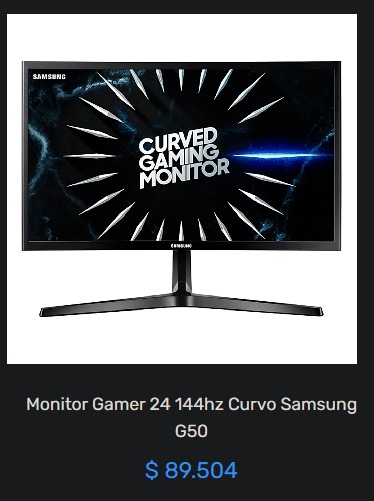 SAMSUNG
CURVED
GAMING
MONITOR
SAMSUNG
Monitor Gamer 24 144hz Curvo Samsung
G50
$ 89.504